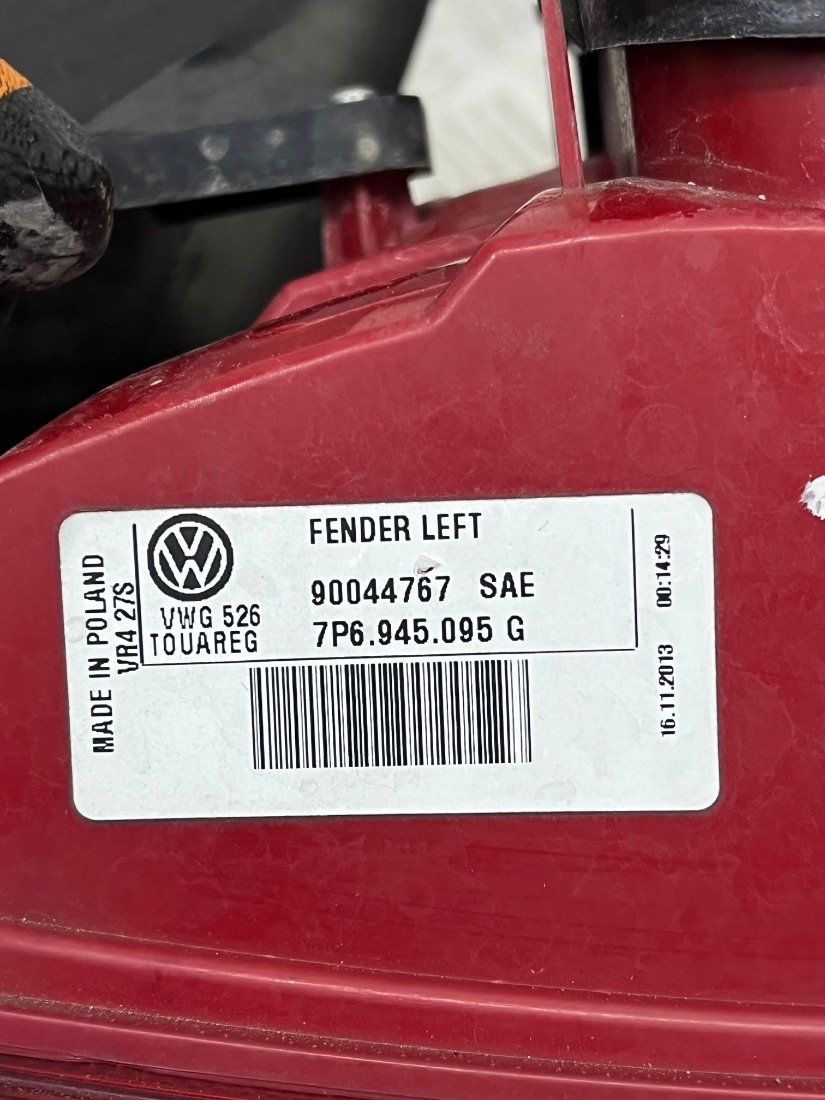 MADE IN POLAND
VR4 27S
VWG 526
TOUAREG
FENDER LEFT
90044767 SAE
7P6.945.095 G
16.11.2013 00:14:29